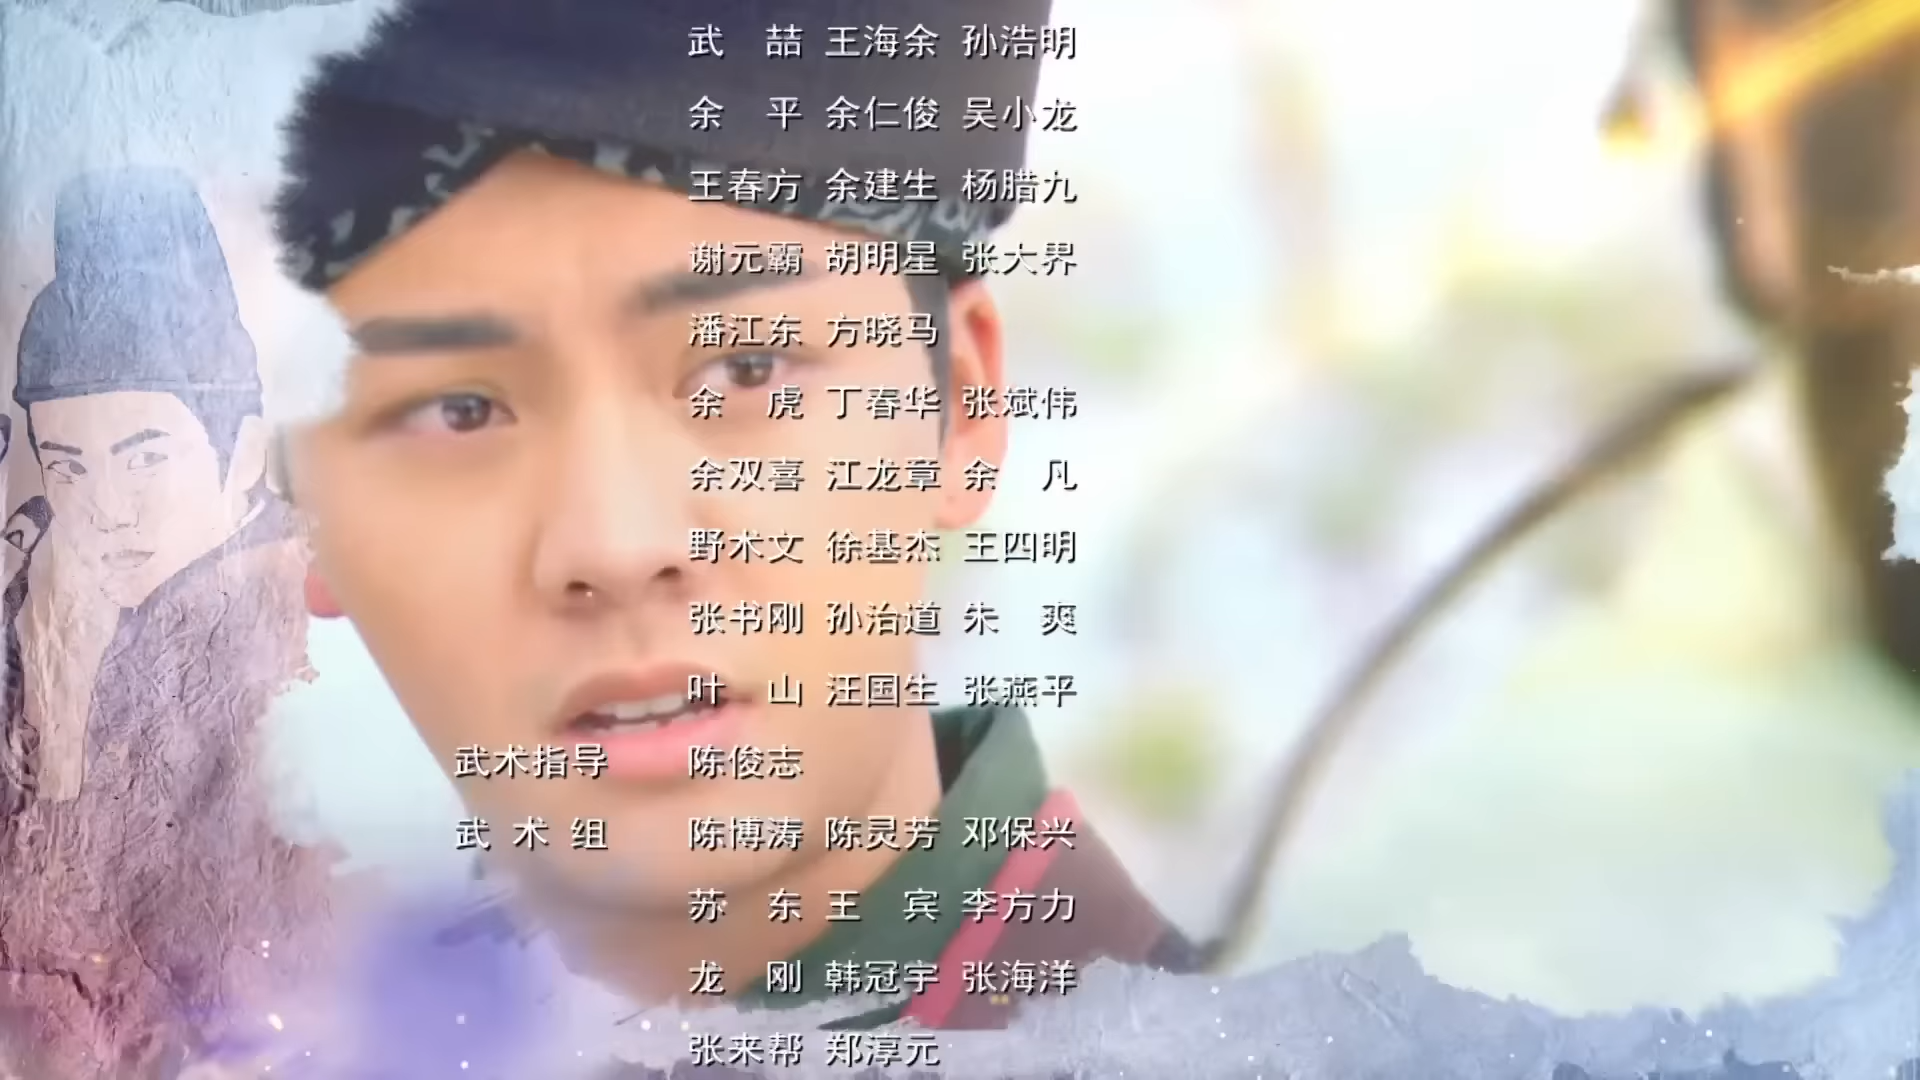 武　喆 王海余 孙浩明
余　平 余仁俊 吴小龙
王春方 余建生 杨腊九
谢元霸 胡明星 张大界
潘江东 方晓马
余　虎 丁春华 张斌伟
余双喜 江龙章 余　凡
野术文 徐基杰 王四明
张书刚 孙治道 朱　爽
叶　山 汪国生 张燕平
武术指导 陈俊志
武 术 组 陈博涛 陈灵芳 邓保兴
苏　东 王　宾 李方力
龙　刚 韩冠宇 张海洋
张来帮 郑淳元